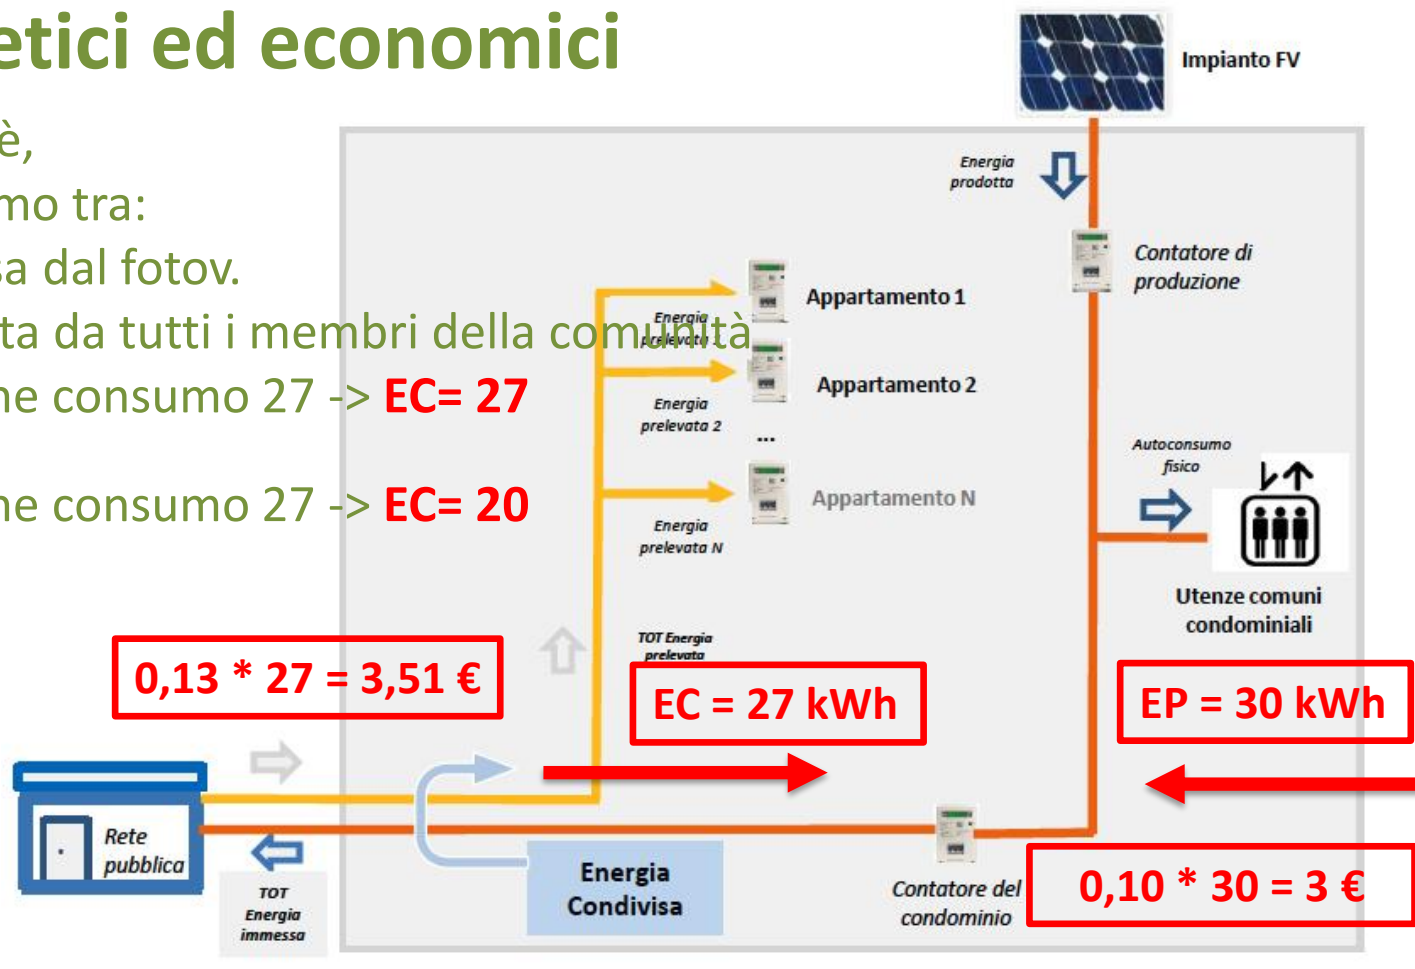 etici ed economici
è,
mo tra:
sa dal fotov.
ta da tutti i membri della comunità
ne consumo 27 -> EC= 27
ne consumo 27 -> EC= 20
Impianto FV
Energia
prodotta
Contatore di
produzione
Appartamento 1
Energia
prelevata
Appartamento 2
Energia
prelevata 2
...
Appartamento N
Energia
prelevata N
Autoconsumo
fisico
Utenze comuni
condominiali
TOT Energia
prelevata
0,13 * 27 = 3,51 €
EC = 27 kWh
EP = 30 kWh
Rete
pubblica
TOT
Energia
immessa
Energia
Condivisa
Contatore del
condominio
0,10 * 30 = 3 €